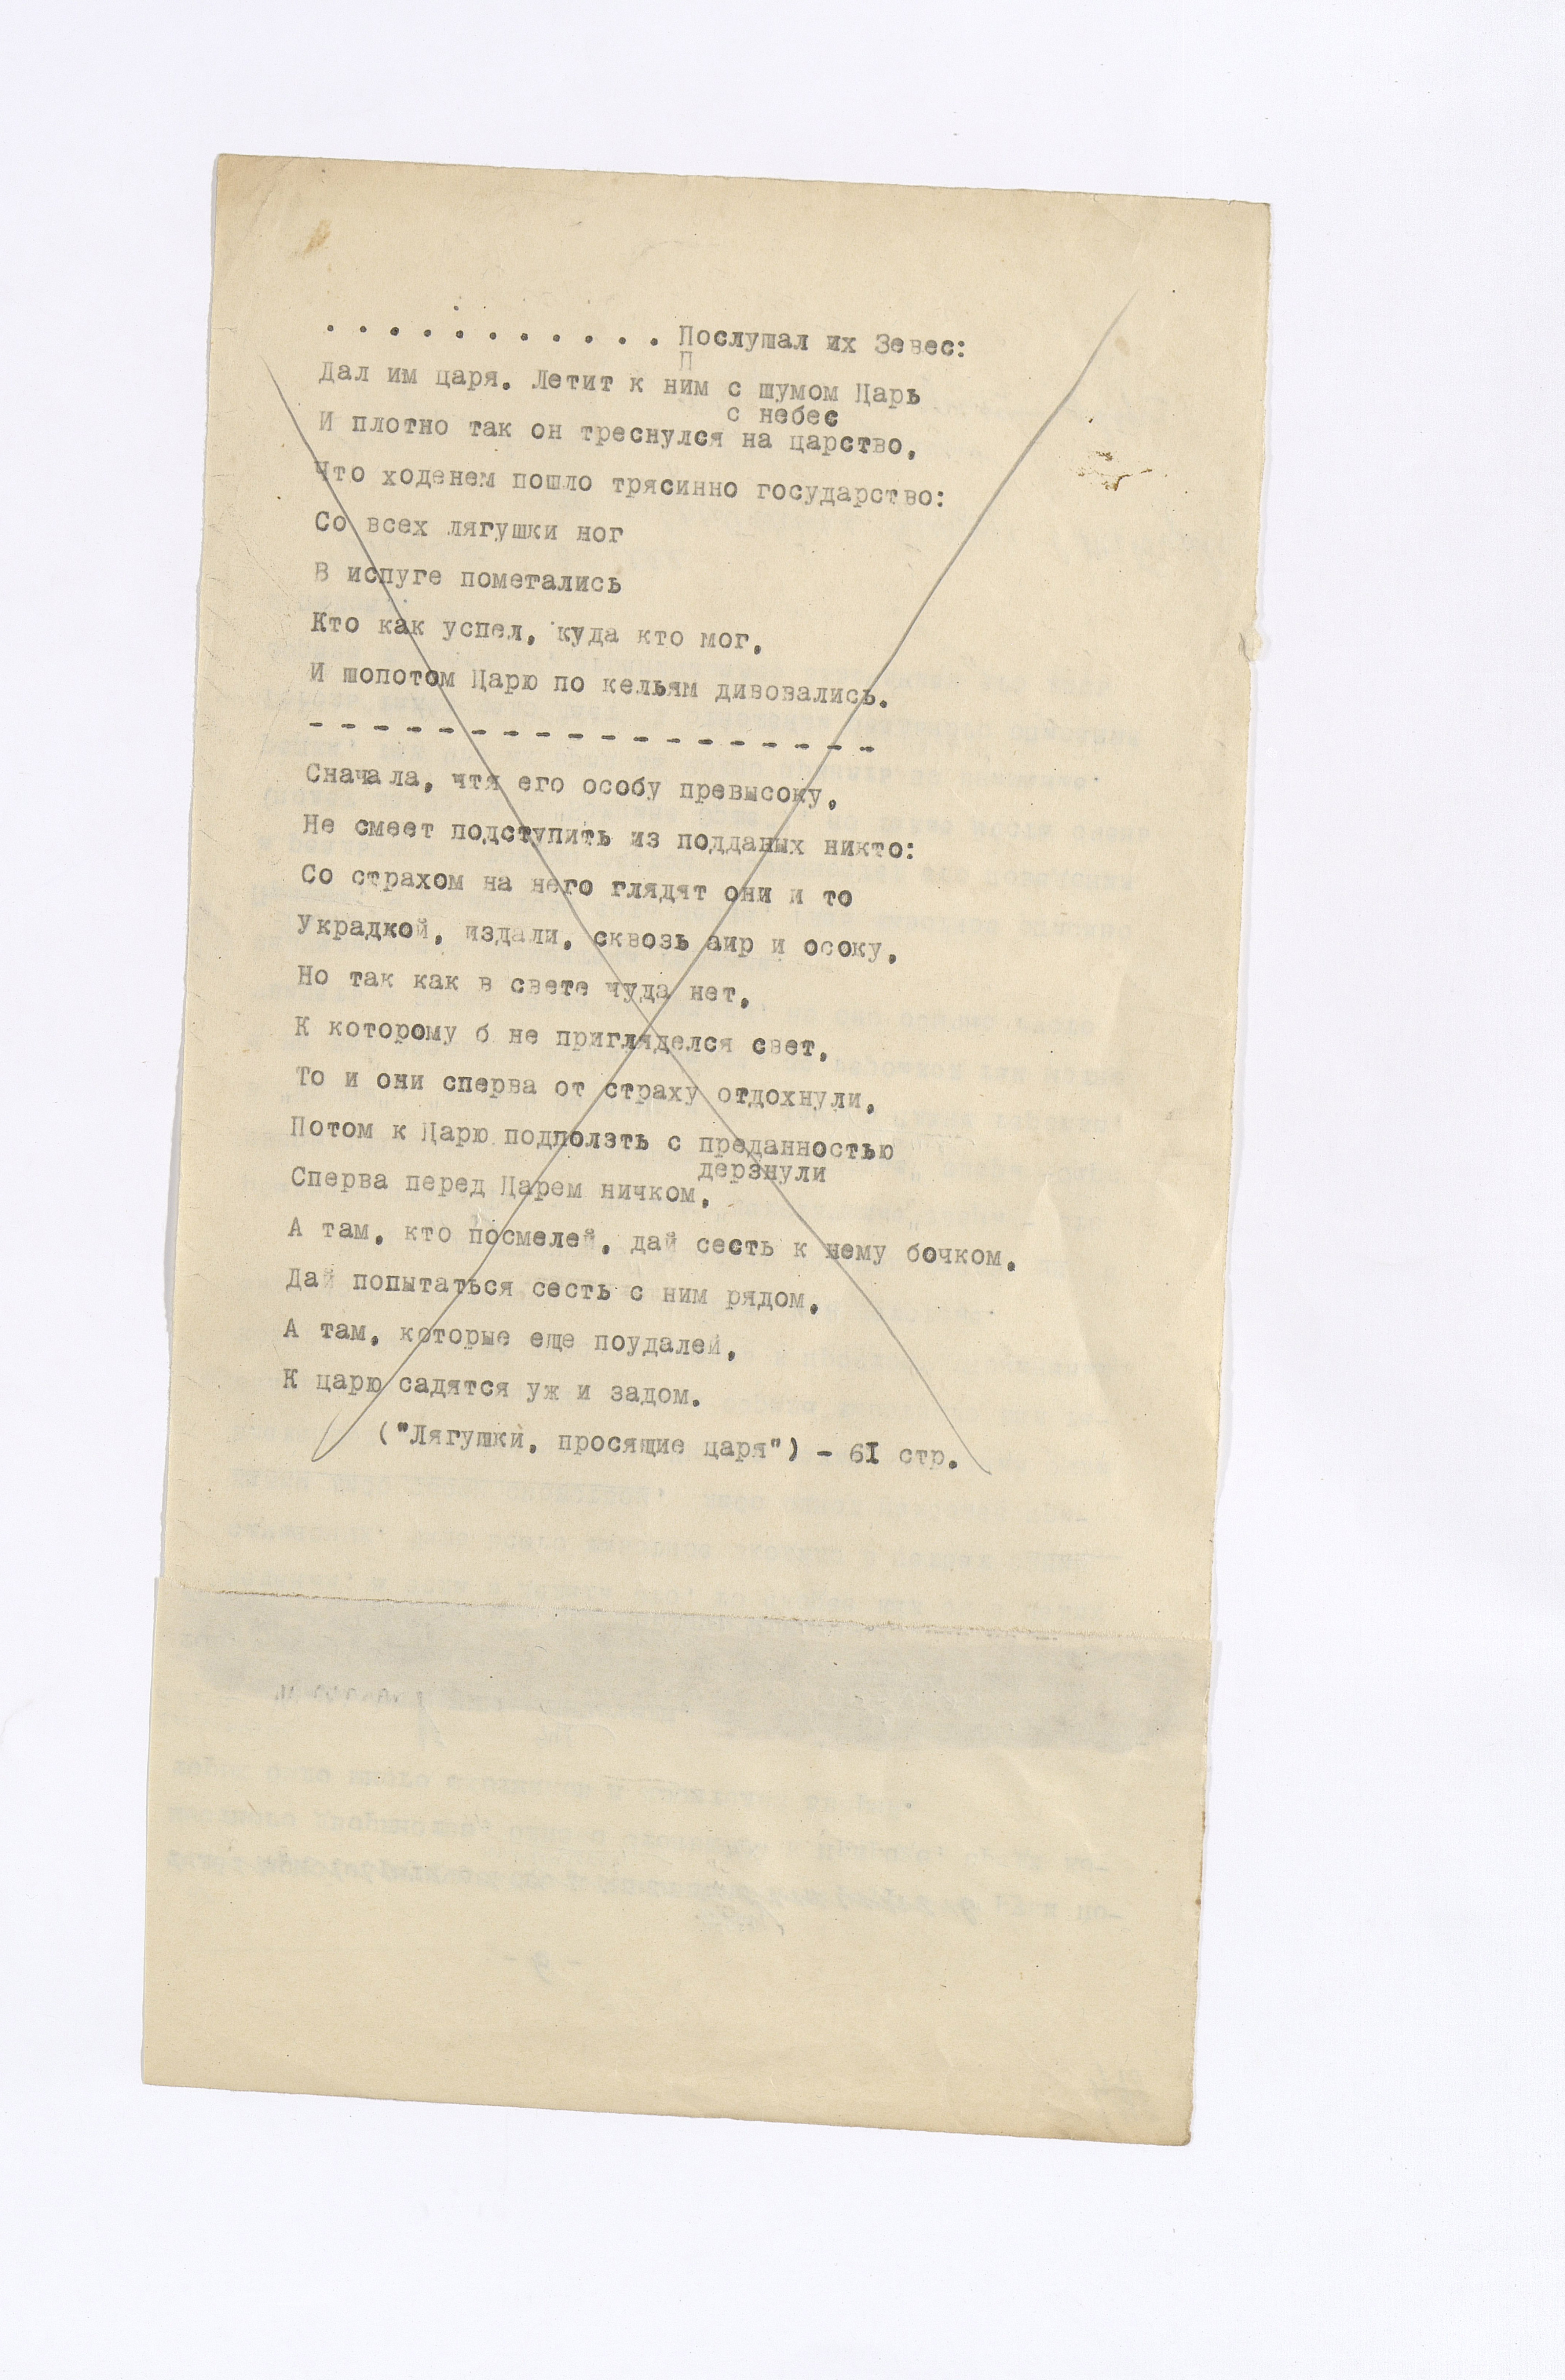 . . . . . . . . . . . Послушал их Зевес:
Дал им царя. Летит к ним с шумом Царь
с небес
И плотно так он треснулся на царство,
Что ходенем пошло трясинно государство:
Со всех лягушки ног
В испуге пометались
Кто как успел, куда кто мог,
И шопотом Царю по кельям дивовались.
- - - - - - - - - - - - - - - - - -
Сначала, чтя его особу превысоку,
Не смеет подступить из подданых никто:
Со страхом на него глядят они и то
Украдкой, издали, сквозь аир и осоку,
Но так как в свете чуда нет,
К которому б не пригляделся свет,
То и они сперва от страху отдохнули,
Потом к Царю подползть с преданностью
дерзнули
Сперва перед Царем ничком,
А там, кто посмелей, дай сесть к нему бочком,
Дай попытаться сесть с ним рядом,
А там, которые еще поудалей,
К царю садятся уж и задом.
("Лягушки, просящие царя") - 61 стр.